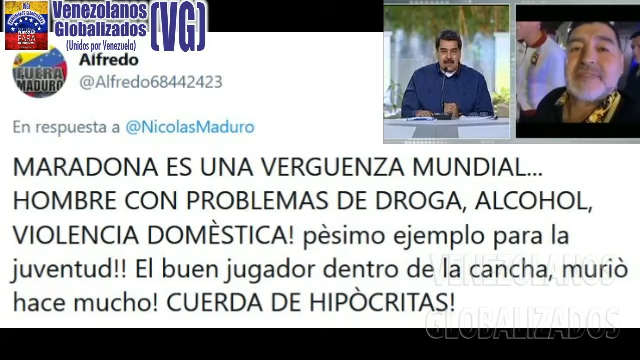 Venezolanos
Globalizados
(Unidos por Venezuela)
(VG)
FUERA
MADURO
Alfredo
@Alfredo68442423
En respuesta a @NicolasMaduro
MARADONA ES UNA VERGUENZA MUNDIAL...
HOMBRE CON PROBLEMAS DE DROGA, ALCOHOL,
VIOLENCIA DOMÈSTICA! pèsimo ejemplo para la
juventud!! El buen jugador dentro de la cancha, muriò
hace mucho! CUERDA DE HIPÒCRITAS!
VENEZOLANOS
GLOBALIZADOS